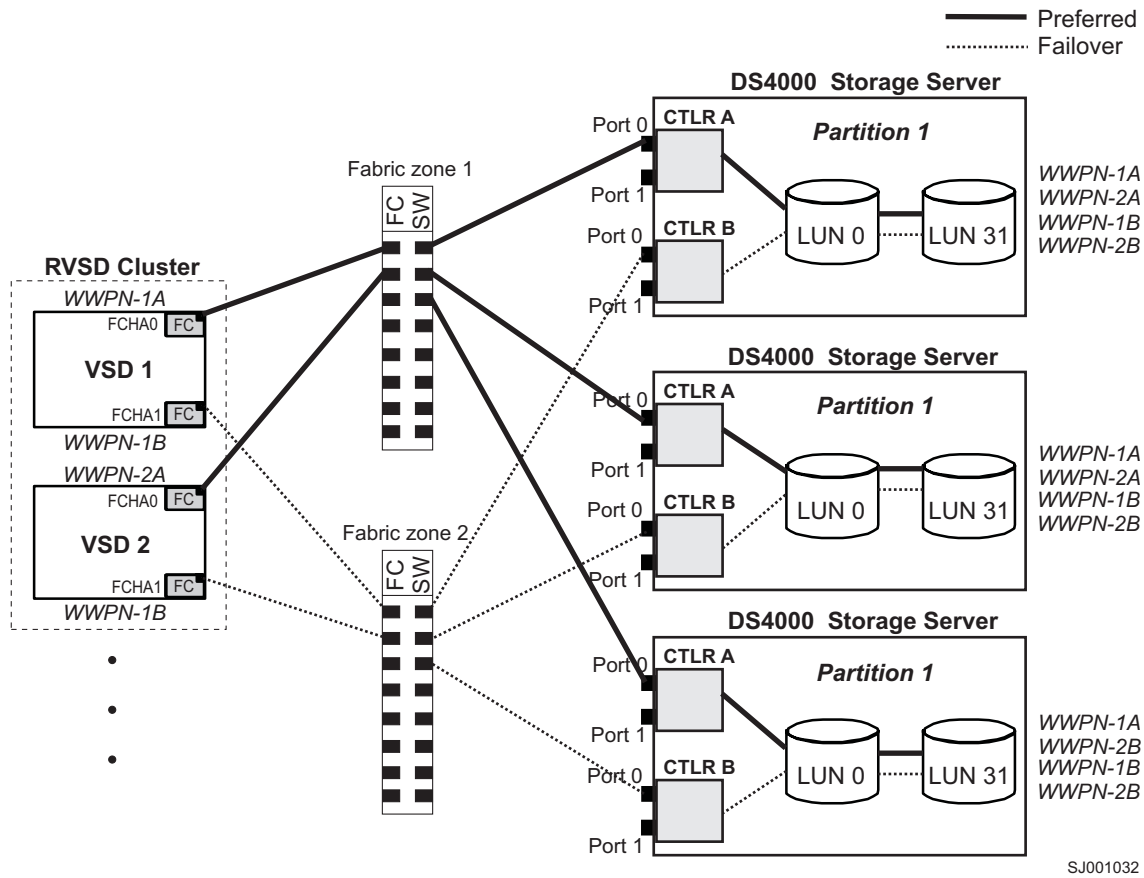 Preferred
Failover
DS4000 Storage Server
Port 0
CTLR A
Partition 1
Port 1
Port 0
CTLR B
Port 1
LUN 0
LUN 31
WWPN-1A
WWPN-2A
WWPN-1B
WWPN-2B
Fabric zone 1
FC
SW
RVSD Cluster
WWPN-1A
FCHA0
FC
VSD 1
FCHA1
FC
WWPN-1B
WWPN-2A
FCHA0
FC
VSD 2
FCHA1
FC
WWPN-1B
Fabric zone 2
FC
SW
DS4000 Storage Server
Port 0
CTLR A
Partition 1
Port 1
Port 0
CTLR B
Port 1
LUN 0
LUN 31
WWPN-1A
WWPN-2A
WWPN-1B
WWPN-2B
DS4000 Storage Server
Port 0
CTLR A
Partition 1
Port 1
Port 0
CTLR B
Port 1
LUN 0
LUN 31
WWPN-1A
WWPN-2B
WWPN-1B
WWPN-2B
SJ001032